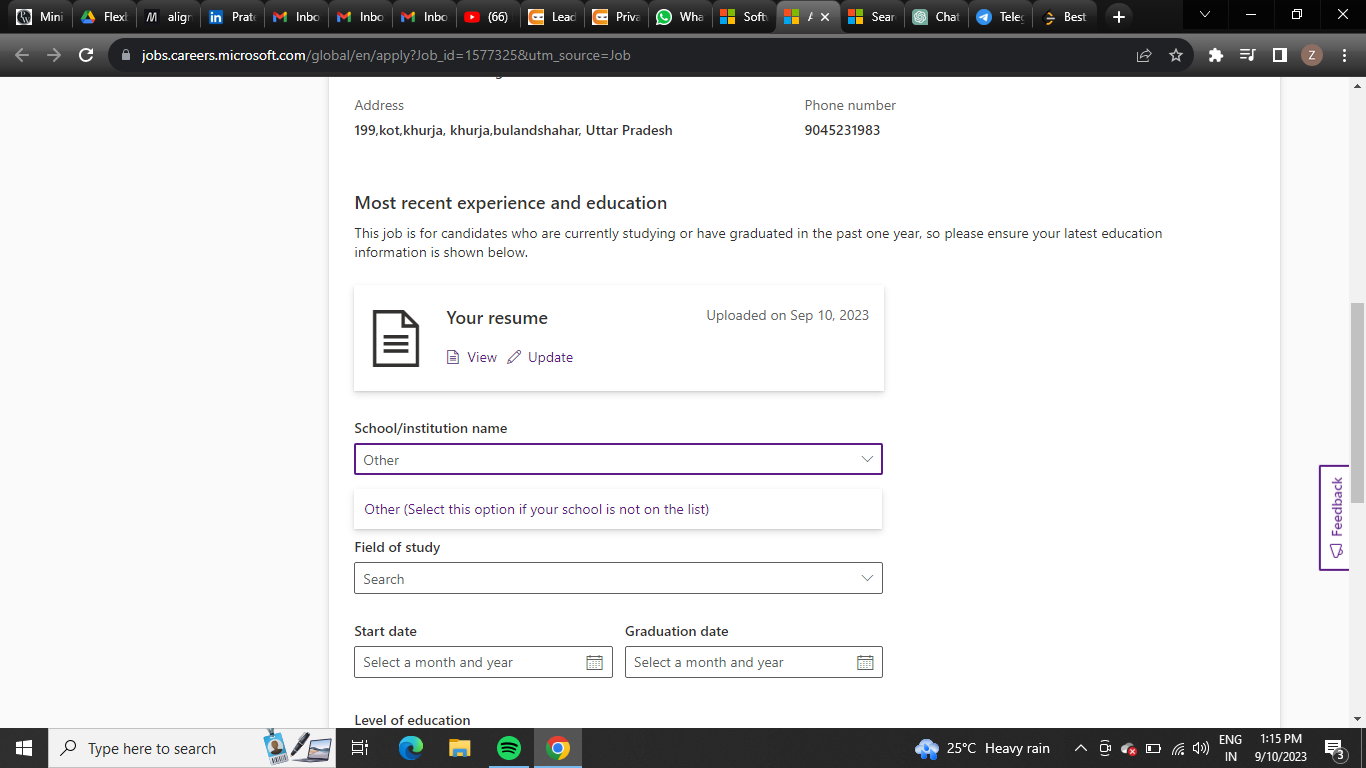 Mini
Flexi
align
Prate
Inbo
Inbo
Inbo
(66)
Lead
Priva
Wha
Soft
Sear
Chat
Tele
Best
jobs.careers.microsoft.com/global/en/apply?Job_id=1577325&utm_source=Job
Z
Address
Phone number
199,kot,khurja, khurja,bulandshahar, Uttar Pradesh
9045231983
Most recent experience and education
This job is for candidates who are currently studying or have graduated in the past one year, so please ensure your latest education
information is shown below.
Your resume
Uploaded on Sep 10, 2023
View
Update
School/institution name
Other
Other (Select this option if your school is not on the list)
Field of study
Search
Start date
Graduation date
Select a month and year
Select a month and year
Level of education
Feedback
Type here to search
25°C Heavy rain
ENG
IN
1:15 PM
9/10/2023
3